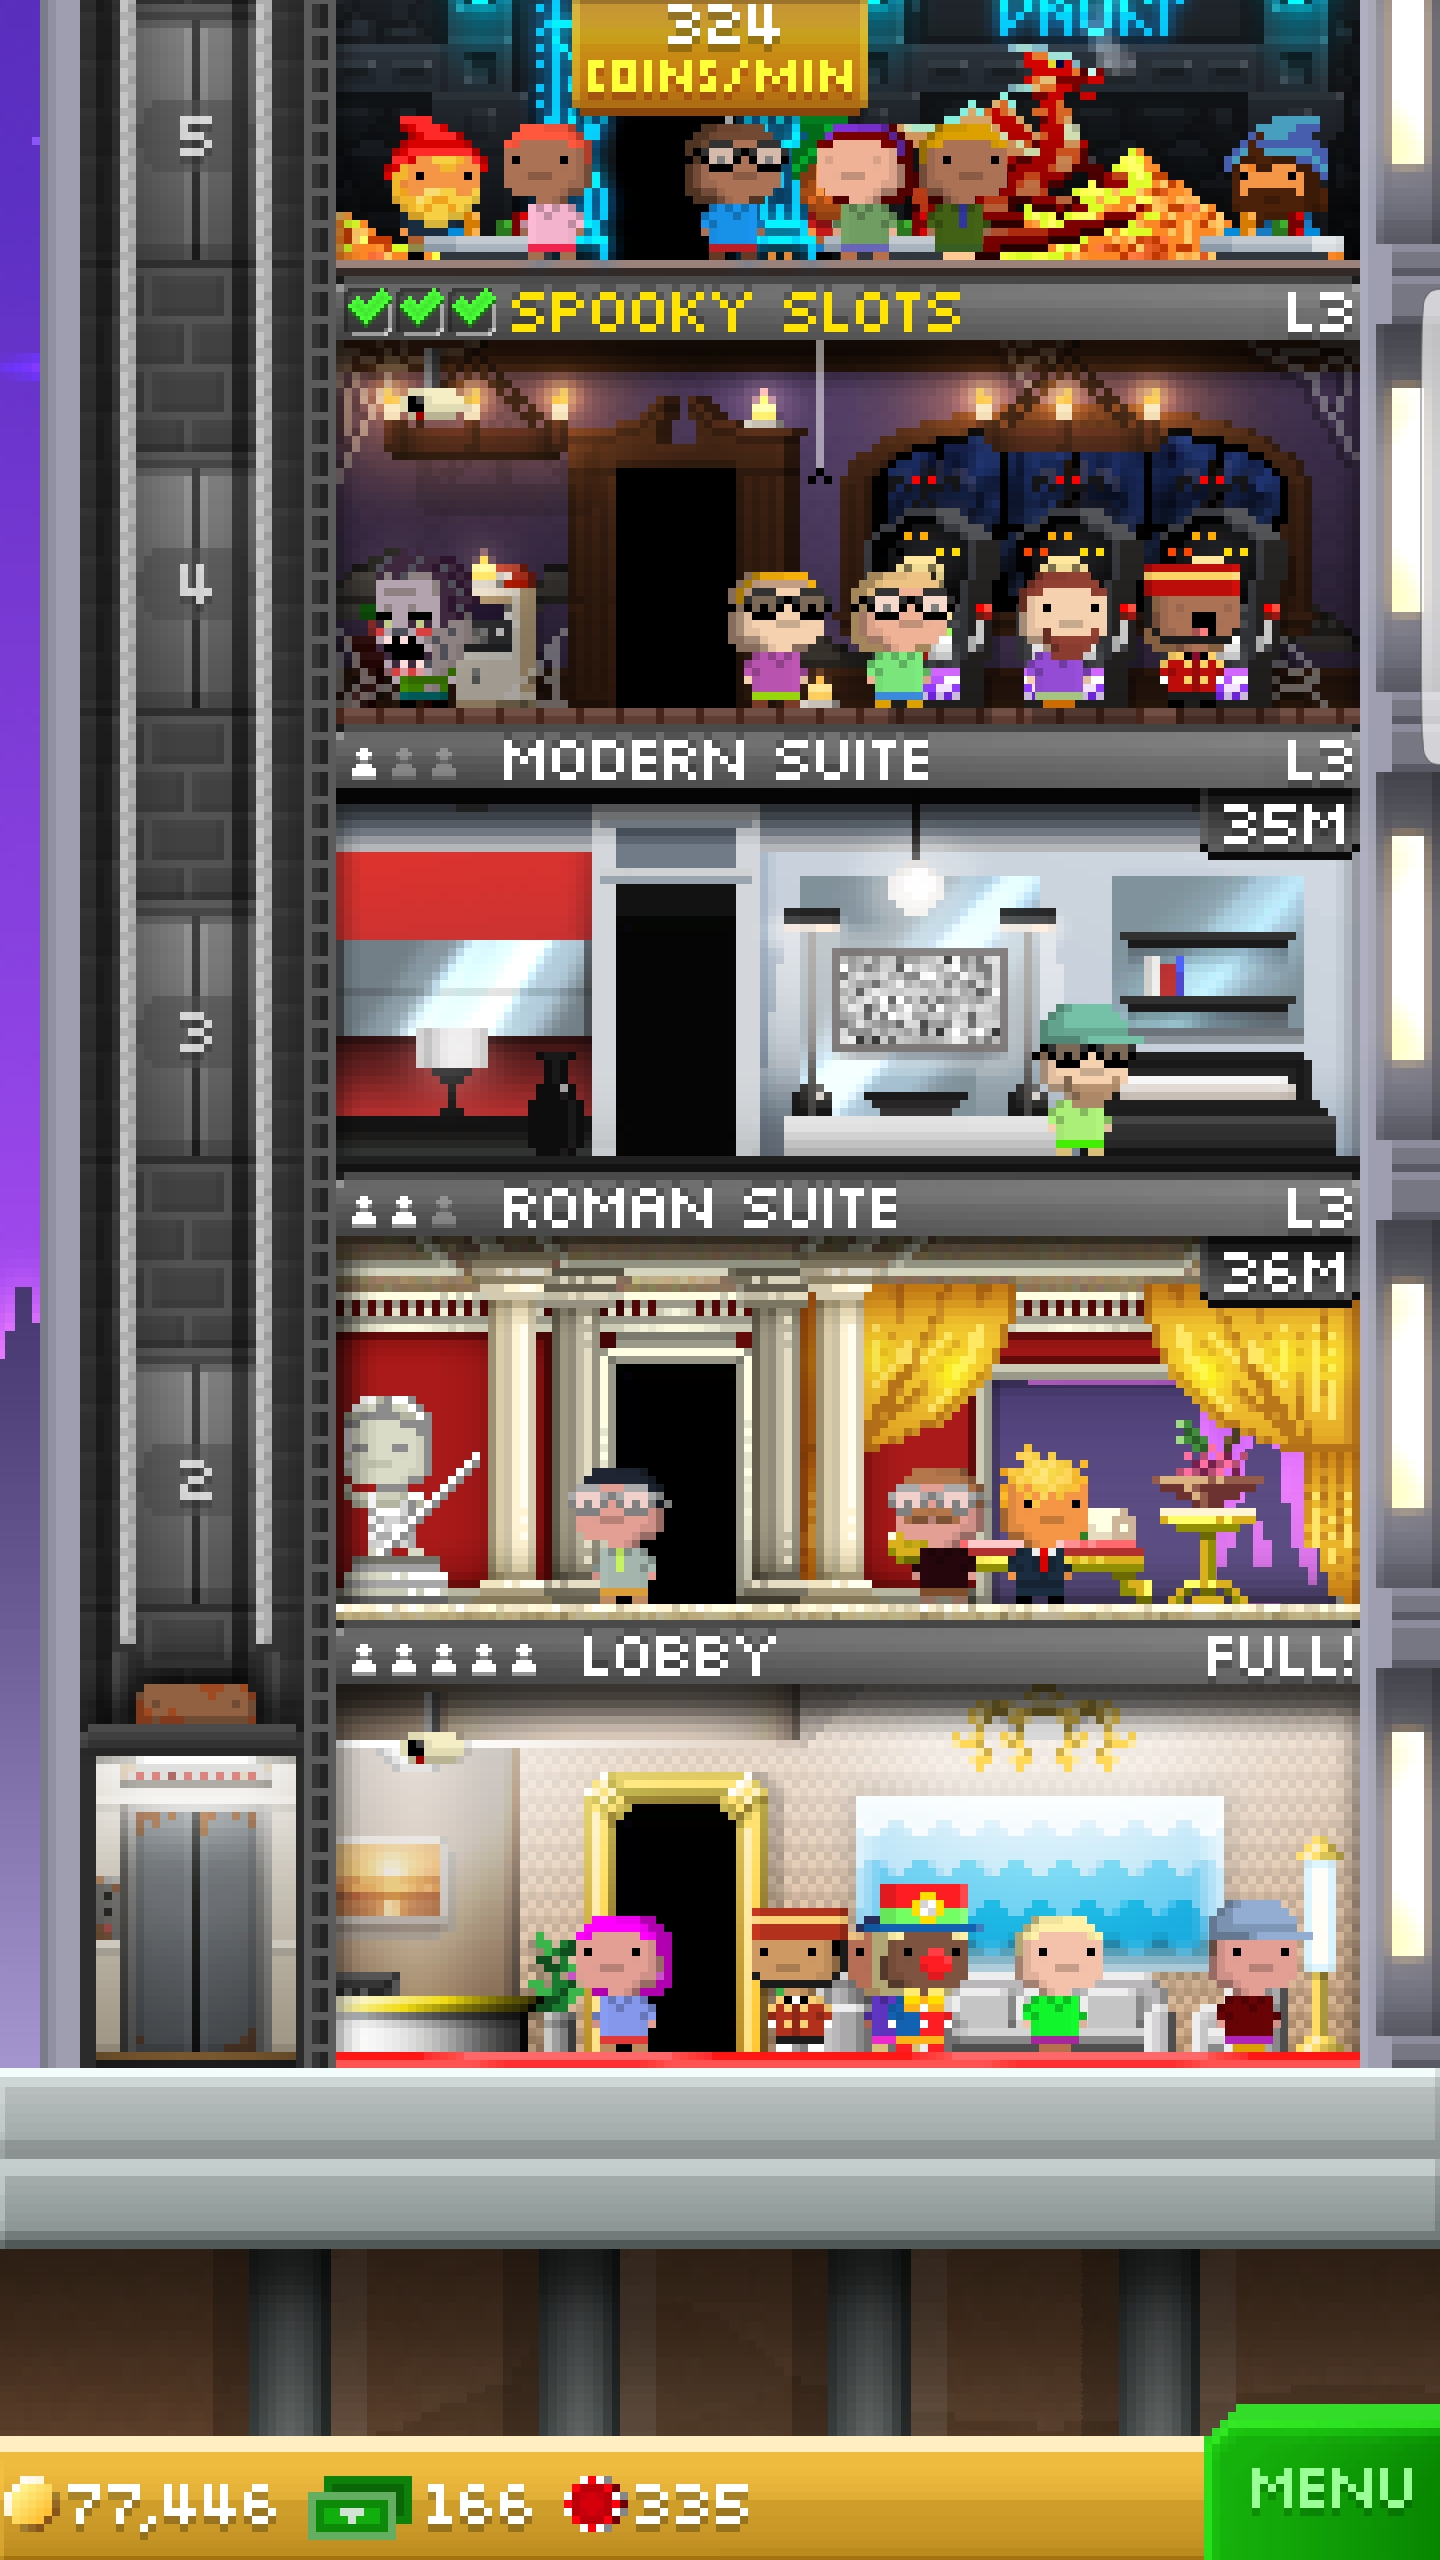 324
COINS/MIN
5
SPOOKY SLOTS L3
4
MODERN SUITE L3
35M
3
ROMAN SUITE L3
36M
2
LOBBY FULL!
77,446 166 335
MENU